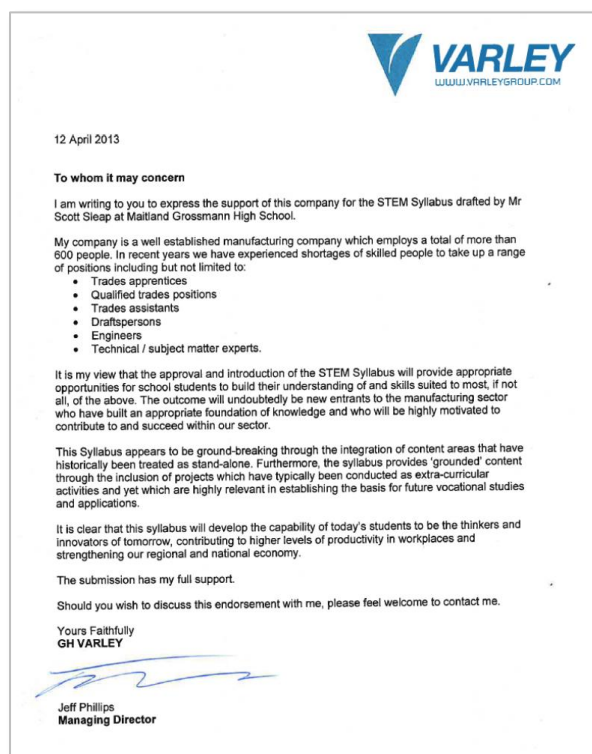 VARLEY
WWW.VARLEYGROUP.COM
12 April 2013
To whom it may concern
I am writing to you to express the support of this company for the STEM Syllabus drafted by Mr
Scott Sleap at Maitland Grossmann High School.
My company is a well established manufacturing company which employs a total of more than
600 people. In recent years we have experienced shortages of skilled people to take up a range
of positions including but not limited to:
• Trades apprentices
• Qualified trades positions
• Trades assistants
• Draftspersons
• Engineers
• Technical / subject matter experts.
It is my view that the approval and introduction of the STEM Syllabus will provide appropriate
opportunities for school students to build their understanding of and skills suited to most, if not
all, of the above. The outcome will undoubtedly be new entrants to the manufacturing sector
who have built an appropriate foundation of knowledge and who will be highly motivated to
contribute to and succeed within our sector.
This Syllabus appears to be ground-breaking through the integration of content areas that have
historically been treated as stand-alone. Furthermore, the syllabus provides 'grounded' content
through the inclusion of projects which have typically been conducted as extra-curricular
activities and yet which are highly relevant in establishing the basis for future vocational studies
and applications.
It is clear that this syllabus will develop the capability of today's students to be the thinkers and
innovators of tomorrow, contributing to higher levels of productivity in workplaces and
strengthening our regional and national economy.
The submission has my full support.
Should you wish to discuss this endorsement with me, please feel welcome to contact me.
Yours Faithfully
GH VARLEY
Jeff Phillips
Managing Director